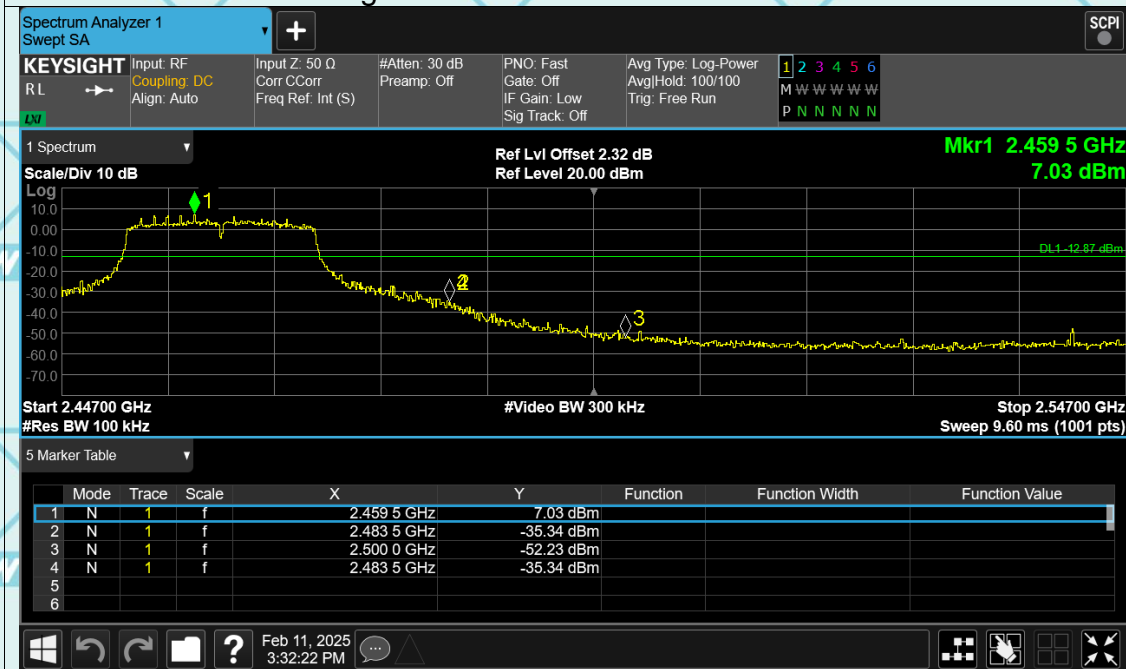 Spectrum Analyzer 1
Swept SA
+
SCPI
KEYSIGHT
RL
LXI
Input: RF
Coupling: DC
Align: Auto
Input Z: 50 Ω
Corr CCorr
Freq Ref: Int (S)
#Atten: 30 dB
Preamp: Off
PNO: Fast
Gate: Off
IF Gain: Low
Sig Track: Off
Avg Type: Log-Power
Avg|Hold: 100/100
Trig: Free Run
1 2 3 4 5 6
M W W W W W
P N N N N N
1 Spectrum
Scale/Div 10 dB
Ref Lvl Offset 2.32 dB
Ref Level 20.00 dBm
Mkr1 2.459 5 GHz
7.03 dBm
Log
10.0
0.00
-10.0
-20.0
-30.0
-40.0
-50.0
-60.0
-70.0
1
3
DL1 -12.87 dBm
Start 2.44700 GHz
#Video BW 300 kHz
Stop 2.54700 GHz
#Res BW 100 kHz
Sweep 9.60 ms (1001 pts)
5 Marker Table
Mode Trace Scale X Y Function Function Width Function Value
1 N 1 f 2.459 5 GHz 7.03 dBm
2 N 1 f 2.483 5 GHz -35.34 dBm
3 N 1 f 2.500 0 GHz -52.23 dBm
4 N 1 f 2.483 5 GHz -35.34 dBm
5
6
?
Feb 11, 2025
3:32:22 PM